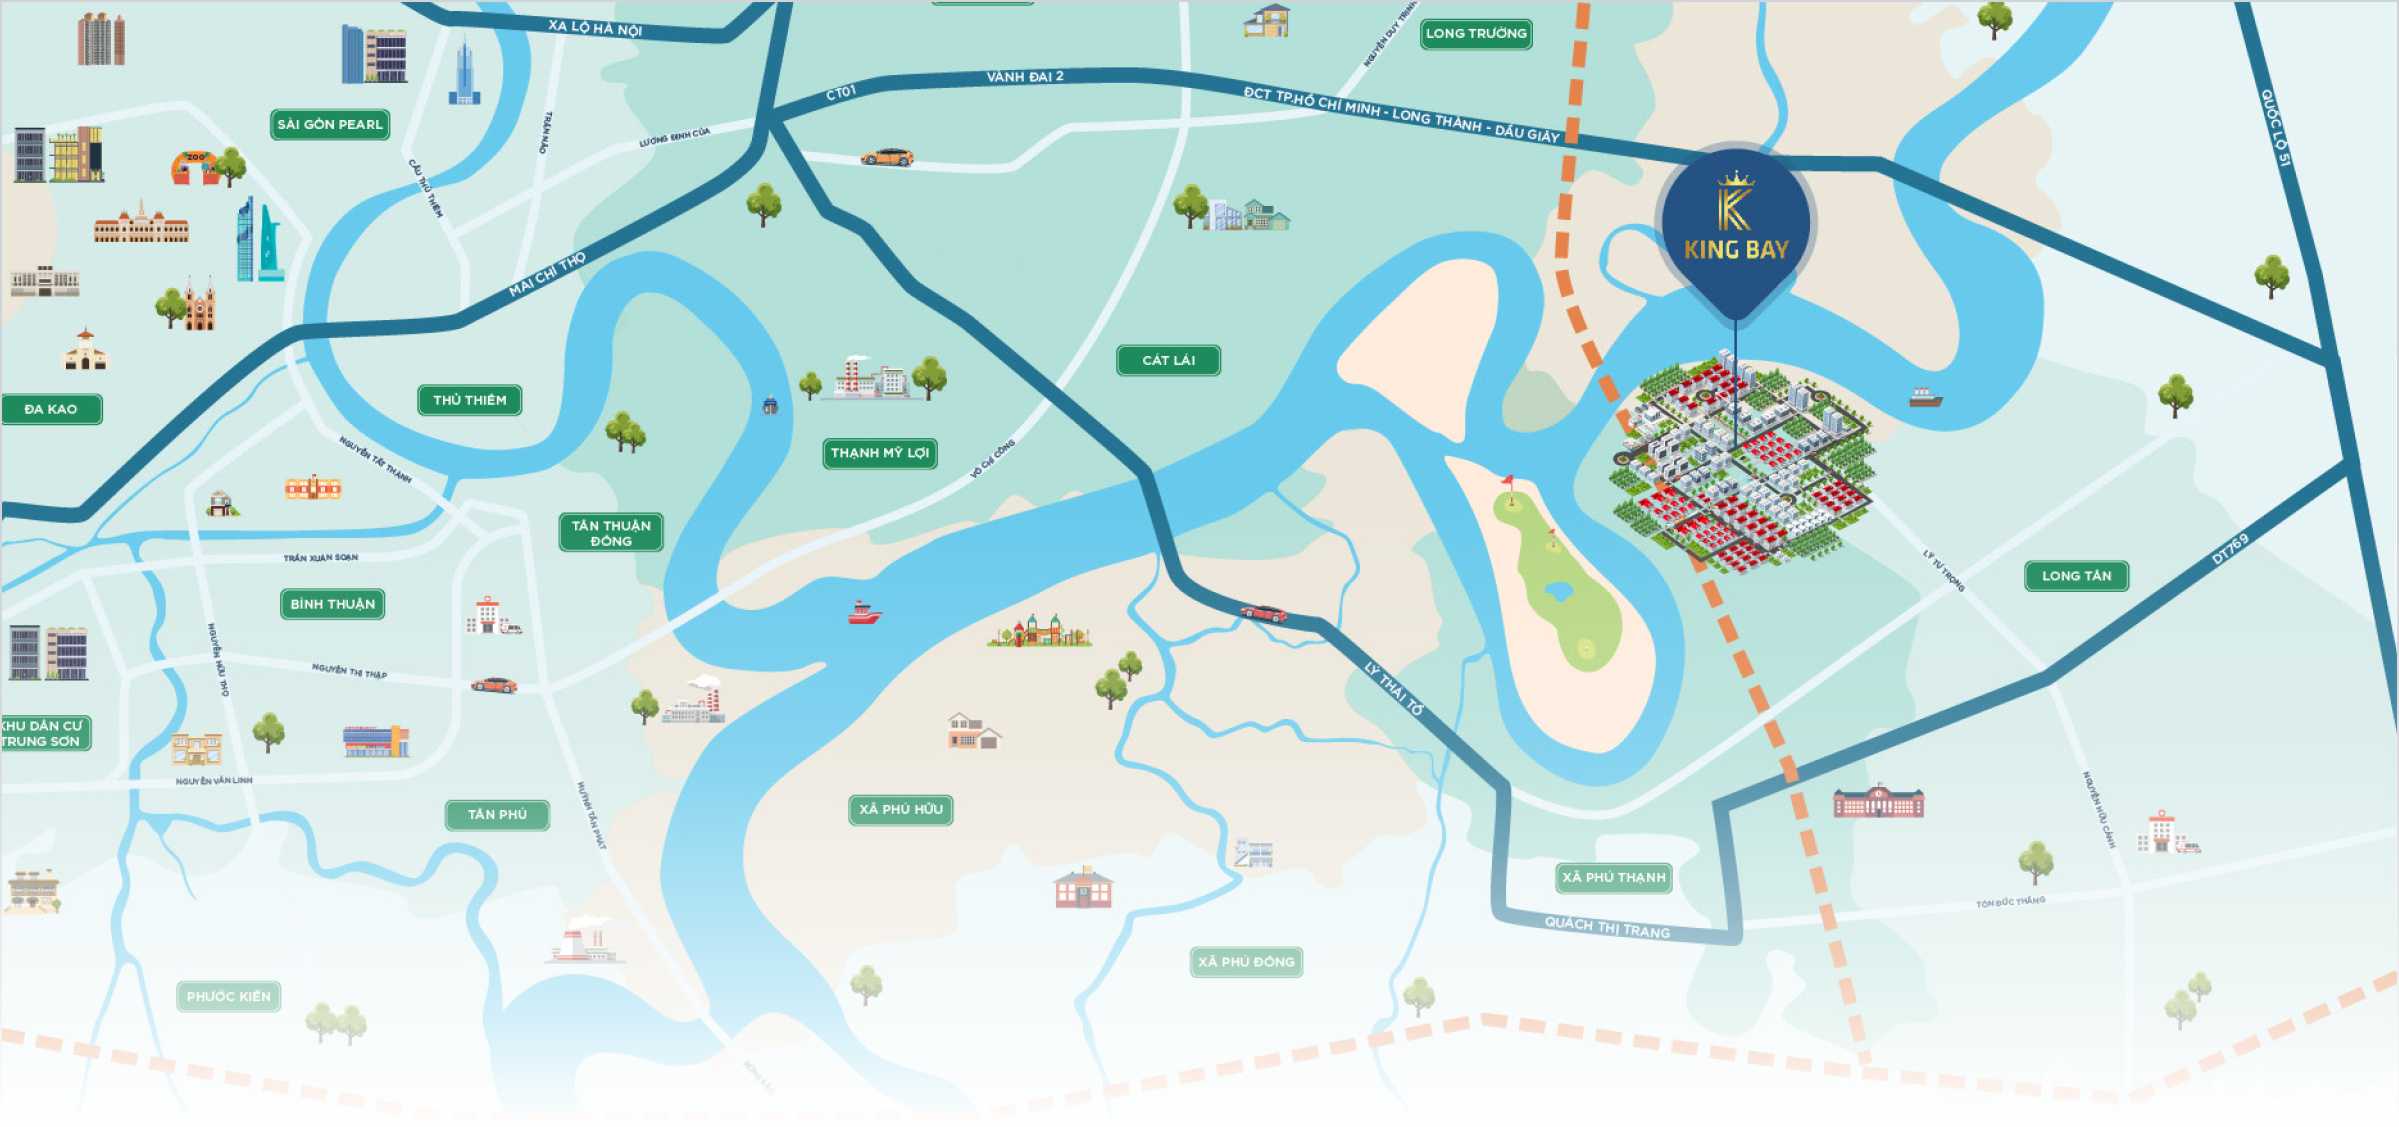 XA LỘ HÀ NỘI
NGUYỄN DUY TRINH
LONG TRƯỜNG
VÀNH ĐAI 2
CT01
ĐCT TP.HỒ CHÍ MINH - LONG THÀNH - DẦU GIÂY
QUỐC LỘ 51
SÀI GÒN PEARL
TRẦN NÃO
LƯƠNG ĐỊNH CỦA
ZOO
CẦU THỦ THIÊM
K
KING BAY
MAI CHÍ THỌ
CÁT LÁI
THỦ THIÊM
ĐA KAO
THẠNH MỸ LỢI
VÕ CHÍ CÔNG
NGUYỄN TẤT THÀNH
TÂN THUẬN
ĐÔNG
TRẦN XUÂN SOẠN
LÝ TỰ TRỌNG
DT769
LONG TÂN
BÌNH THUẬN
NGUYỄN HỮU THỌ
NGUYỄN THỊ THẬP
LÝ THÁI TỔ
KHU DÂN CƯ
TRUNG SƠN
NGUYỄN VĂN LINH
TÂN PHÚ
HUỲNH TẤN PHÁT
XÃ PHÚ HỮU
NGUYỄN HỮU CẢNH
XÃ PHÚ THẠNH
TÔN ĐỨC THẮNG
QUÁCH THỊ TRANG
XÃ PHÚ ĐÔNG
PHƯỚC KIỂN
RỪNG SÁC